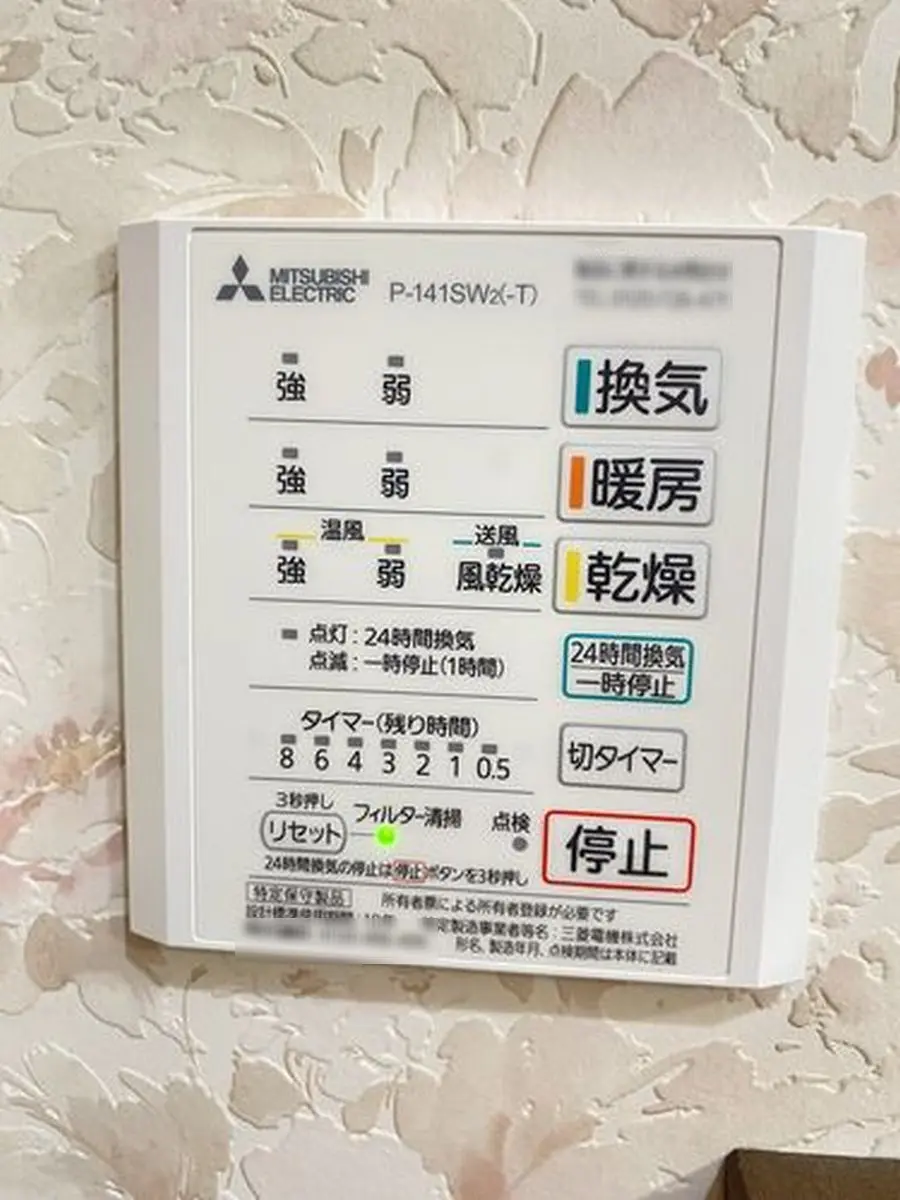 MITSUBISHI
ELECTRIC P-141SW2(-T)
強 弱 換気
強 弱 暖房
温風 送風
強 弱 風乾燥 乾燥
点灯：24時間換気
点滅：一時停止(1時間)
24時間換気
一時停止
タイマー(残り時間)
8 6 4 3 2 1 0.5
切タイマー
3秒押し
リセット フィルター清掃 点検
停止
24時間換気の停止は停止ボタンを3秒押し
特定保守製品 所有者票による所有者登録が必要です
設計標準使用期間
定製造事業者等名：三菱電機株式会社
形名、製造年月、点検期間は本体に記載